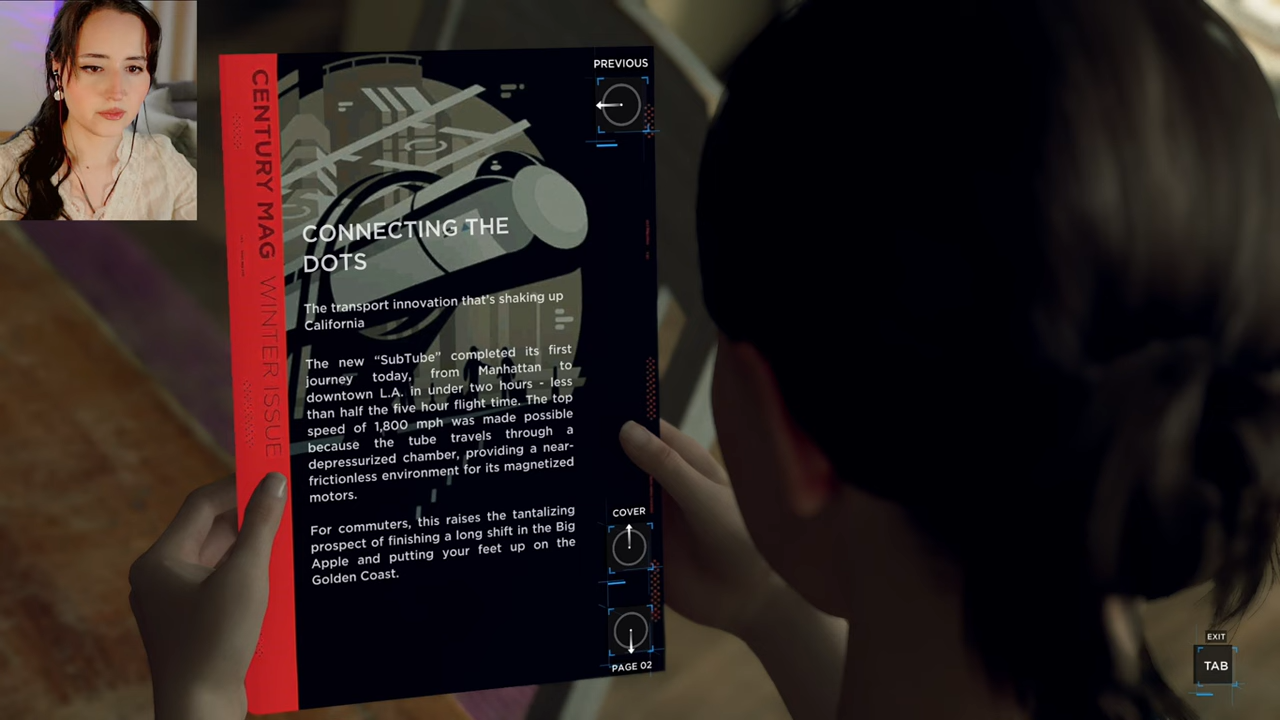 CENTURY MAG WINTER ISSUE
PREVIOUS
CONNECTING THE
DOTS
The transport innovation that's shaking up
California
The new “SubTube” completed its first
journey today, from Manhattan to
downtown L.A. in under two hours - less
than half the five hour flight time. The top
speed of 1,800 mph was made possible
because the tube travels through a
depressurized chamber, providing a near-
frictionless environment for its magnetized
motors.
For commuters, this raises the tantalizing
prospect of finishing a long shift in the Big
Apple and putting your feet up on the
Golden Coast.
COVER
PAGE 02
EXIT
TAB